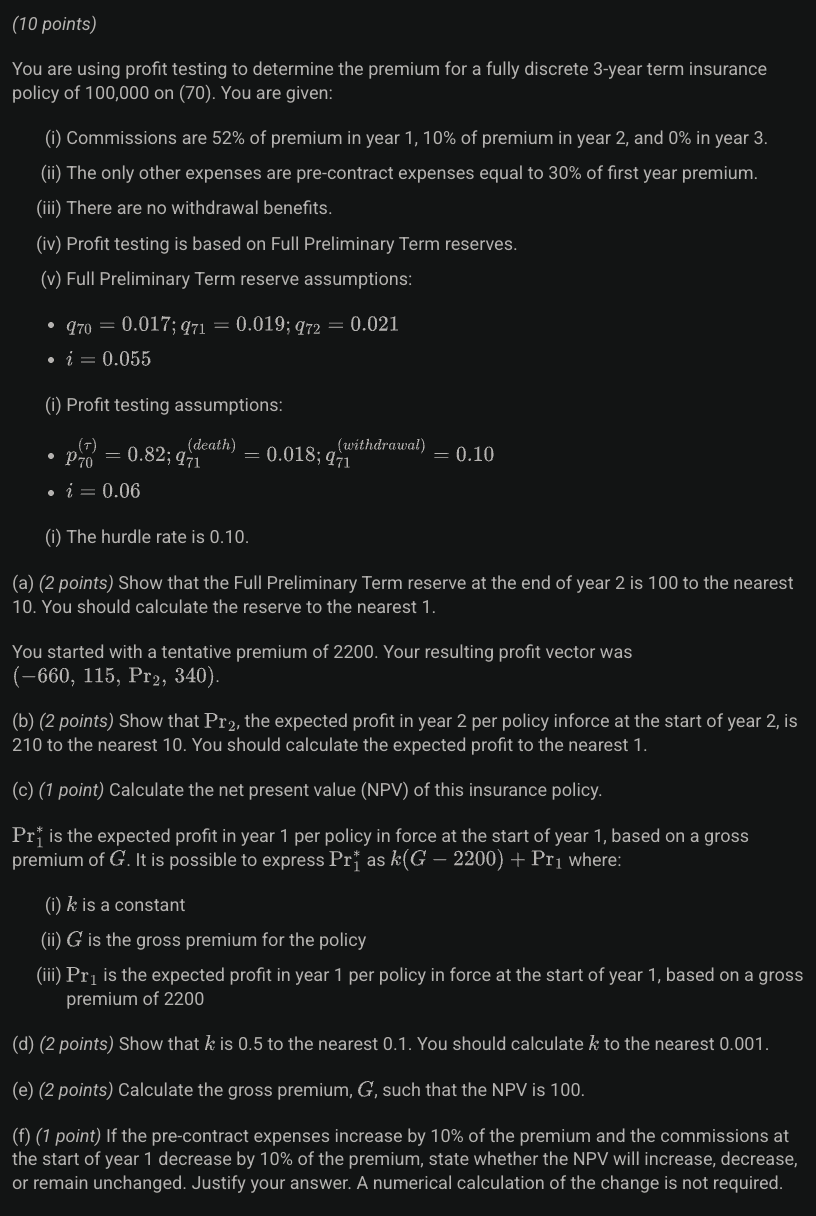 (10 points)
You are using profit testing to determine the premium for a fully discrete 3-year term insurance
policy of 100,000 on (70). You are given:
(i) Commissions are 52% of premium in year 1, 10% of premium in year 2, and 0% in year 3.
(ii) The only other expenses are pre-contract expenses equal to 30% of first year premium.
(iii) There are no withdrawal benefits.
(iv) Profit testing is based on Full Preliminary Term reserves.
(v) Full Preliminary Term reserve assumptions:
• $q_{70} = 0.017; q_{71} = 0.019; q_{72} = 0.021$
• $i = 0.055$
(i) Profit testing assumptions:
• $p_{70}^{(\tau)} = 0.82; q_{71}^{(death)} = 0.018; q_{71}^{(withdrawal)} = 0.10$
• $i = 0.06$
(i) The hurdle rate is 0.10.
(a) (2 points) Show that the Full Preliminary Term reserve at the end of year 2 is 100 to the nearest
10. You should calculate the reserve to the nearest 1.
You started with a tentative premium of 2200. Your resulting profit vector was
$(-660, 115, \mathrm{Pr}_2, 340)$.
(b) (2 points) Show that $\mathrm{Pr}_2$, the expected profit in year 2 per policy inforce at the start of year 2, is
210 to the nearest 10. You should calculate the expected profit to the nearest 1.
(c) (1 point) Calculate the net present value (NPV) of this insurance policy.
$\mathrm{Pr}_1^*$ is the expected profit in year 1 per policy in force at the start of year 1, based on a gross
premium of $G$. It is possible to express $\mathrm{Pr}_1^*$ as $k(G - 2200) + \mathrm{Pr}_1$ where:
(i) $k$ is a constant
(ii) $G$ is the gross premium for the policy
(iii) $\mathrm{Pr}_1$ is the expected profit in year 1 per policy in force at the start of year 1, based on a gross
premium of 2200
(d) (2 points) Show that $k$ is 0.5 to the nearest 0.1. You should calculate $k$ to the nearest 0.001.
(e) (2 points) Calculate the gross premium, $G$, such that the NPV is 100.
(f) (1 point) If the pre-contract expenses increase by 10% of the premium and the commissions at
the start of year 1 decrease by 10% of the premium, state whether the NPV will increase, decrease,
or remain unchanged. Justify your answer. A numerical calculation of the change is not required.